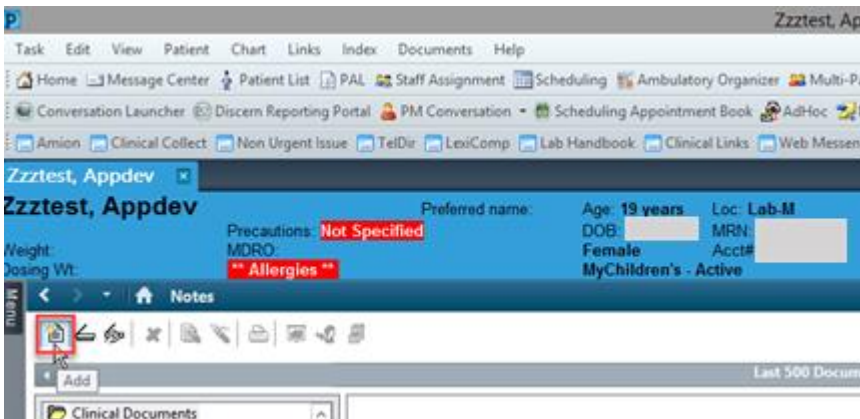 P Zzztest, Ap
Task Edit View Patient Chart Links Index Documents Help
Home Message Center Patient List PAL Staff Assignment Scheduling Ambulatory Organizer Multi-P
Conversation Launcher Discern Reporting Portal PM Conversation Scheduling Appointment Book AdHoc
Amion Clinical Collect Non Urgent Issue TelDir LexiComp Lab Handbook Clinical Links Web Messen
Zzztest, Appdev
Zzztest, Appdev Preferred name: Age: 19 years Loc: Lab-M
Precautions: Not Specified DOB: MRN:
Weight: MDRO: Female Acct#
Dosing Wt: ** Allergies ** MyChildren's - Active
Menu Notes
Add
Last 500 Docum
Clinical Documents